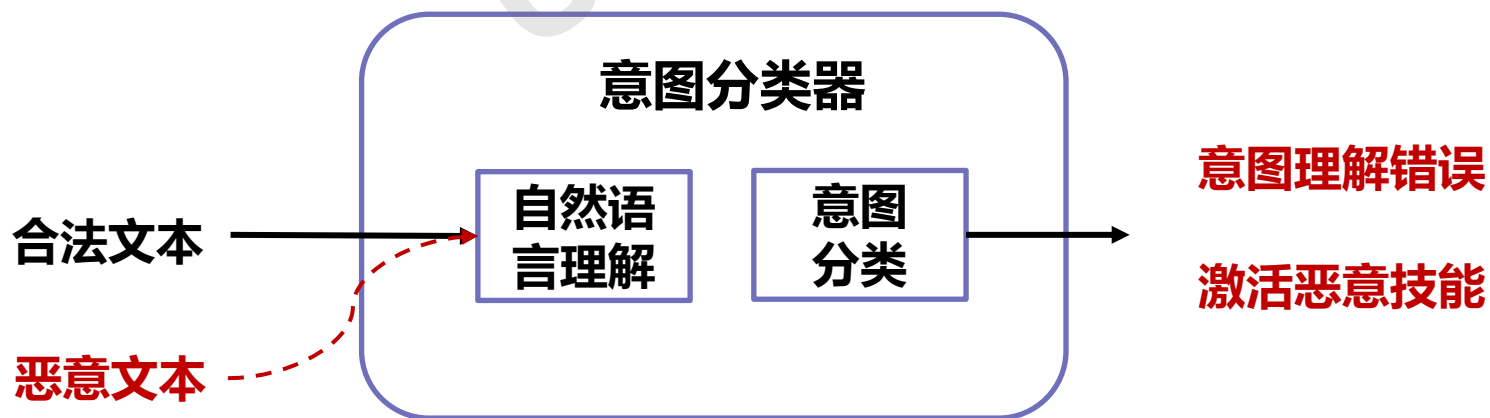 意图分类器
合法文本
恶意文本
自然语
言理解
意图
分类
意图理解错误
激活恶意技能